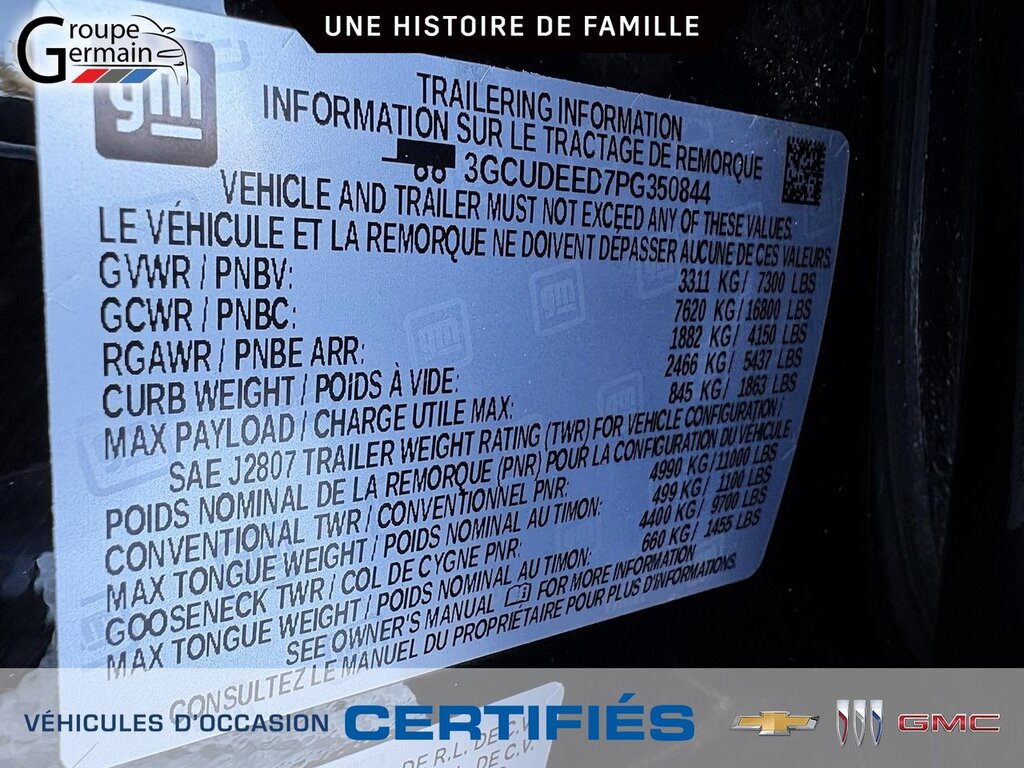 Groupe
Germain
UNE HISTOIRE DE FAMILLE
gm
TRAILERING INFORMATION
INFORMATION SUR LE TRACTAGE DE REMORQUE
3GCUDEED7PG350844
VEHICLE AND TRAILER MUST NOT EXCEED ANY OF THESE VALUES.
LE VÉHICULE ET LA REMORQUE NE DOIVENT DÉPASSER AUCUNE DE CES VALEURS
GVWR / PNBV: 3311 KG / 7300 LBS
GCWR / PNBC: 7620 KG / 16800 LBS
RGAWR / PNBE ARR: 1882 KG / 4150 LBS
CURB WEIGHT / POIDS À VIDE: 2466 KG / 5437 LBS
MAX PAYLOAD / CHARGE UTILE MAX: 845 KG / 1863 LBS
SAE J2807 TRAILER WEIGHT RATING (TWR) FOR VEHICLE CONFIGURATION /
POIDS NOMINAL DE LA REMORQUE (PNR) POUR LA CONFIGURATION DU VÉHICULE
CONVENTIONAL TWR / CONVENTIONNEL PNR: 4990 KG / 11000 LBS
MAX TONGUE WEIGHT / POIDS NOMINAL AU TIMON: 499 KG / 1100 LBS
GOOSENECK TWR / COL DE CYGNE PNR: 4400 KG / 9700 LBS
MAX TONGUE WEIGHT / POIDS NOMINAL AU TIMON: 660 KG / 1455 LBS
SEE OWNER'S MANUAL FOR MORE INFORMATION
CONSULTEZ LE MANUEL DU PROPRIÉTAIRE POUR PLUS D'INFORMATIONS.
DE R.L. DE C.V.
DE C.V.
VÉHICULES D'OCCASION CERTIFIÉS
GMC